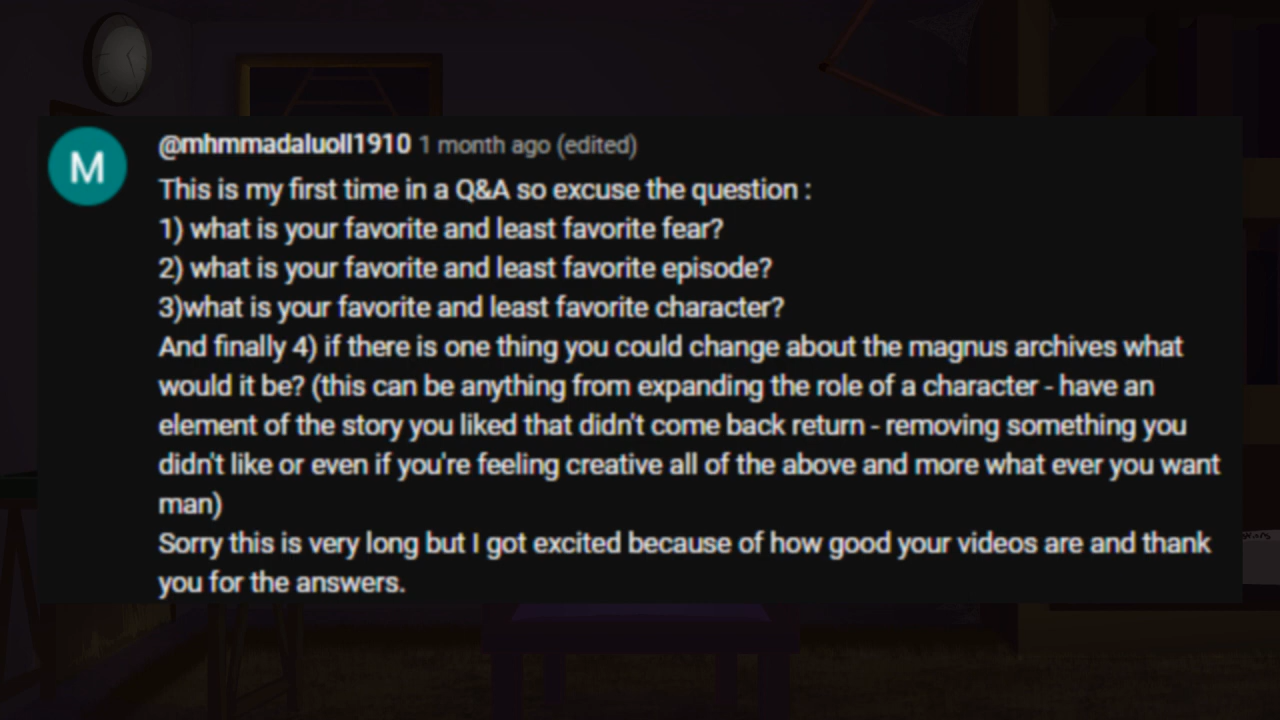 M
@mhmmadaluoll1910 1 month ago (edited)
This is my first time in a Q&A so excuse the question :
1) what is your favorite and least favorite fear?
2) what is your favorite and least favorite episode?
3)what is your favorite and least favorite character?
And finally 4) if there is one thing you could change about the magnus archives what
would it be? (this can be anything from expanding the role of a character - have an
element of the story you liked that didn't come back return - removing something you
didn't like or even if you're feeling creative all of the above and more what ever you want
man)
Sorry this is very long but I got excited because of how good your videos are and thank
you for the answers.